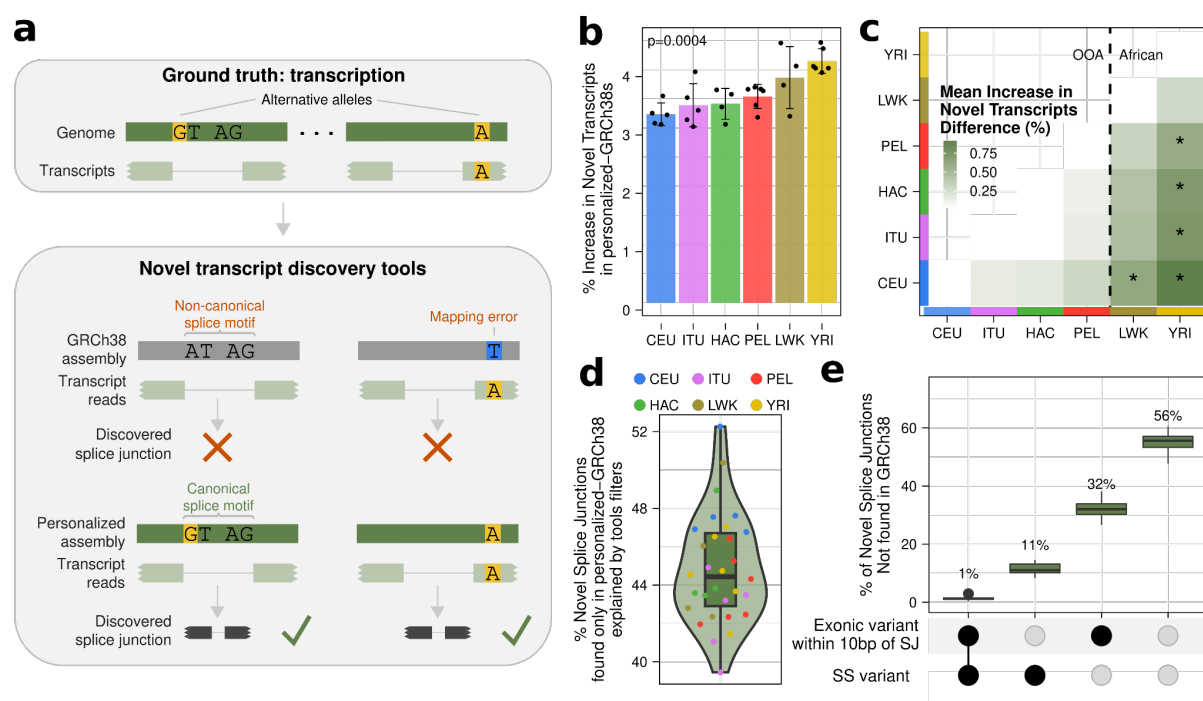 a
Ground truth: transcription
Alternative alleles
Genome
GT AG
A
Transcripts
A
Novel transcript discovery tools
Non-canonical
splice motif
Mapping error
GRCh38
assembly
AT AG
T
Transcript
reads
A
Discovered
splice junction
Canonical
splice motif
Personalized
assembly
GT AG
A
Transcript
reads
A
Discovered
splice junction
b
% Increase in Novel Transcripts
in personalized−GRCh38s
p=0.0004
4
3
2
1
0
CEU ITU HAC PEL LWK YRI
c
YRI
LWK
PEL
HAC
ITU
CEU
OOA African
Mean Increase in
Novel Transcripts
Difference (%)
0.75
0.50
0.25
*
*
*
* *
CEU ITU HAC PEL LWK YRI
d
CEU ITU PEL
HAC LWK YRI
% Novel Splice Junctions
found only in personalized−GRCh38
explained by tools filters
52
48
44
40
e
% of Novel Splice Junctions
Not found in GRCh38
60
40
20
0
1%
11%
32%
56%
Exonic variant
within 10bp of SJ
SS variant